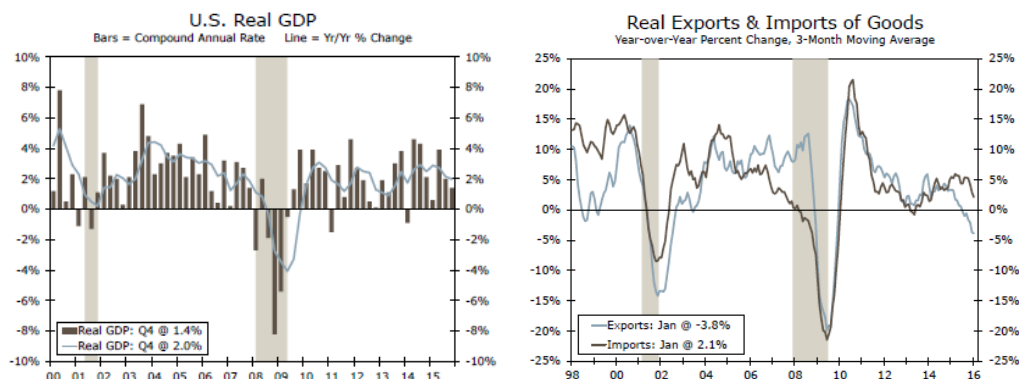 U.S. Real GDP
Bars = Compound Annual Rate    Line = Yr/Yr % Change
10% 10%
8% 8%
6% 6%
4% 4%
2% 2%
0% 0%
-2% -2%
-4% -4%
-6% -6%
-8% -8%
-10% -10%
Real GDP: Q4 @ 1.4%
Real GDP: Q4 @ 2.0%
00 01 02 03 04 05 06 07 08 09 10 11 12 13 14 15
Real Exports & Imports of Goods
Year-over-Year Percent Change, 3-Month Moving Average
25% 25%
20% 20%
15% 15%
10% 10%
5% 5%
0% 0%
-5% -5%
-10% -10%
-15% -15%
-20% -20%
-25% -25%
Exports: Jan @ -3.8%
Imports: Jan @ 2.1%
98 00 02 04 06 08 10 12 14 16